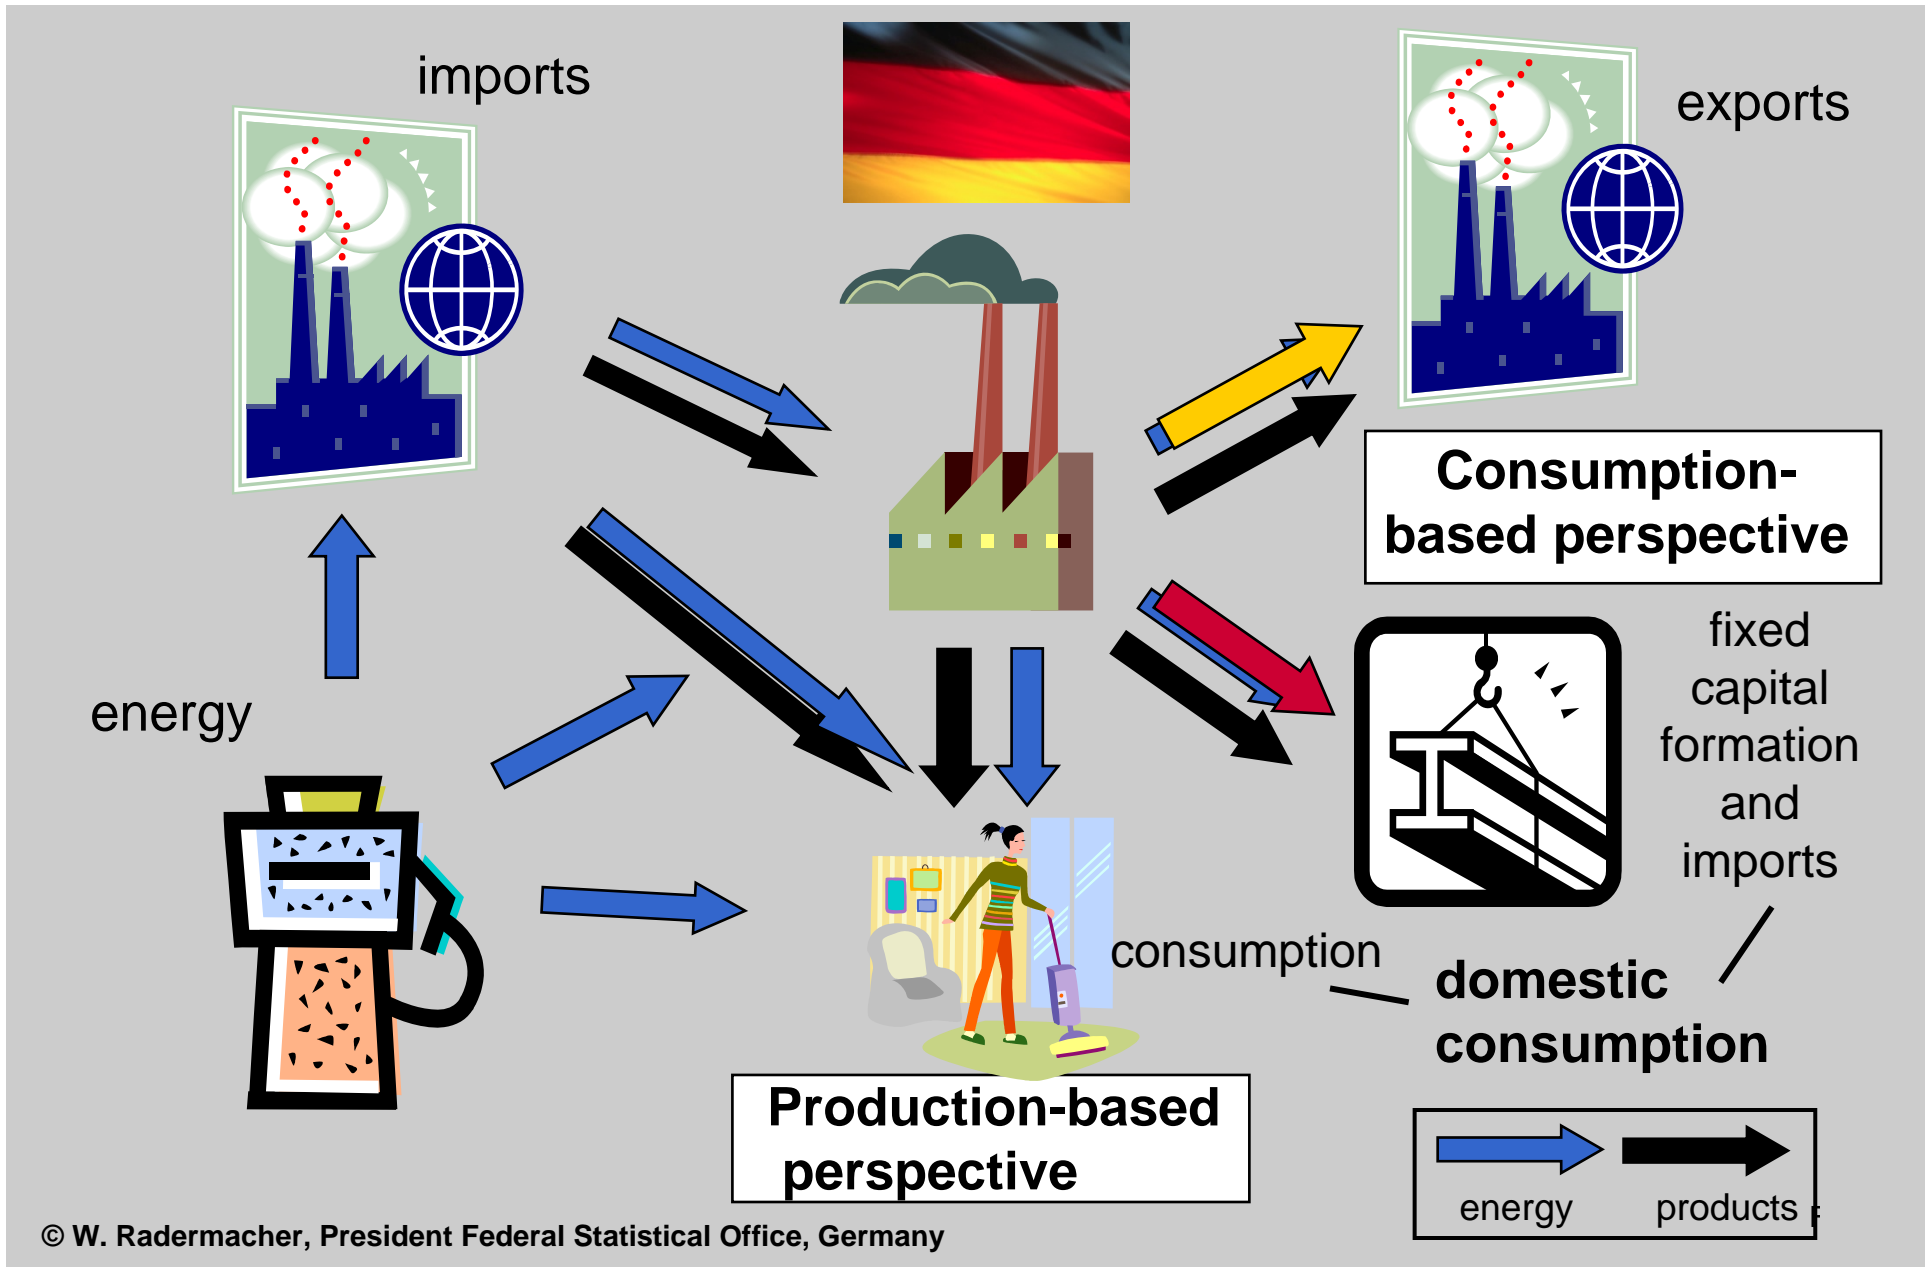 imports
exports
Consumption-
based perspective
fixed
capital
formation
and
imports
energy
consumption
domestic
consumption
Production-based
perspective
energy
products
© W. Radermacher, President Federal Statistical Office, Germany